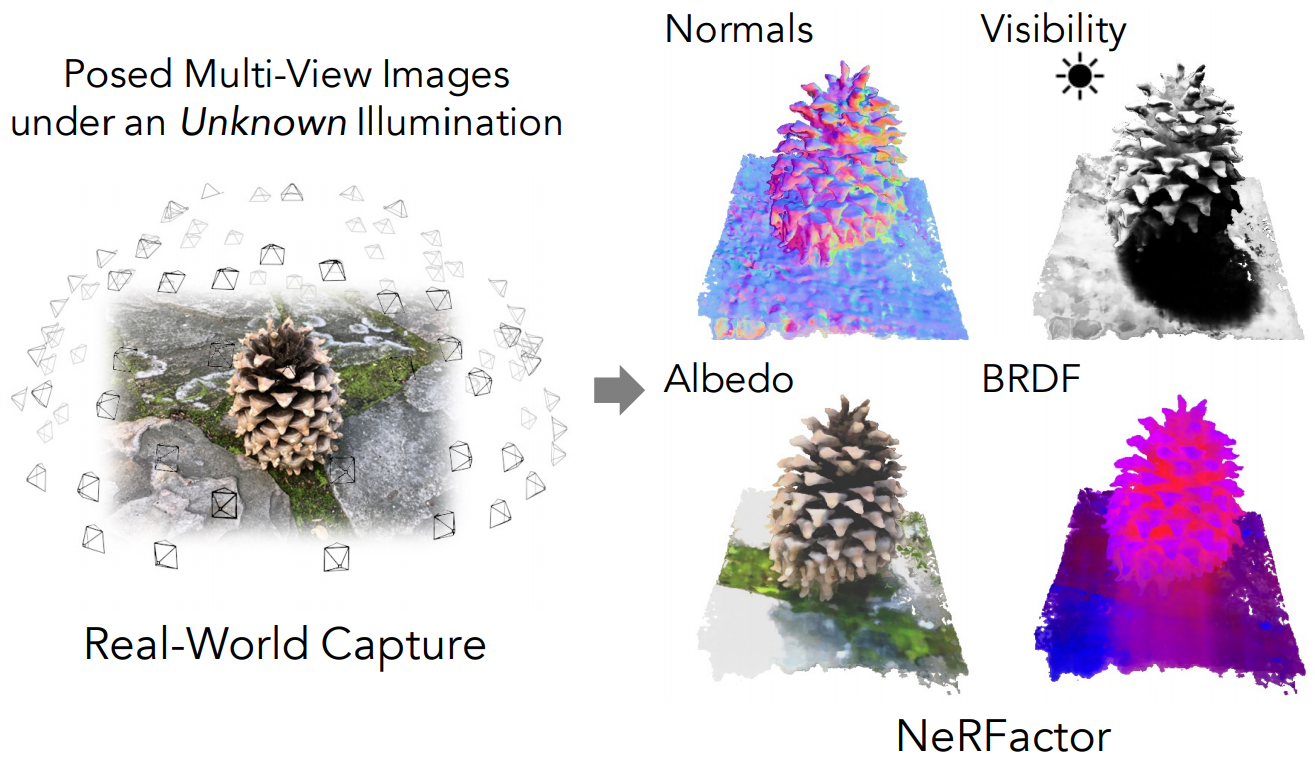 Posed Multi-View Images
under an Unknown Illumination
Real-World Capture
Normals
Visibility
Albedo
BRDF
NeRFactor